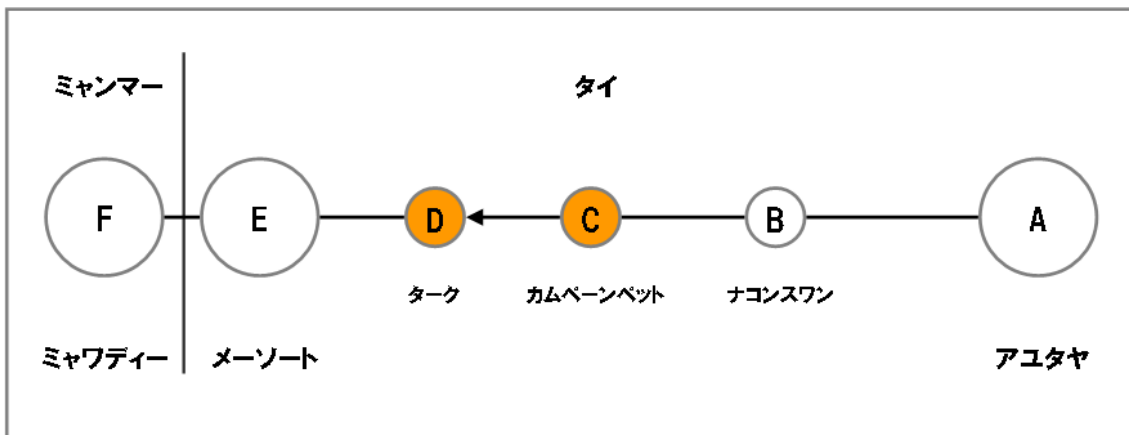 ミャンマー
タイ
F
E
D
C
B
A
ターク
カムペーンペット
ナコンスワン
ミャワディー
メーソート
アユタヤ